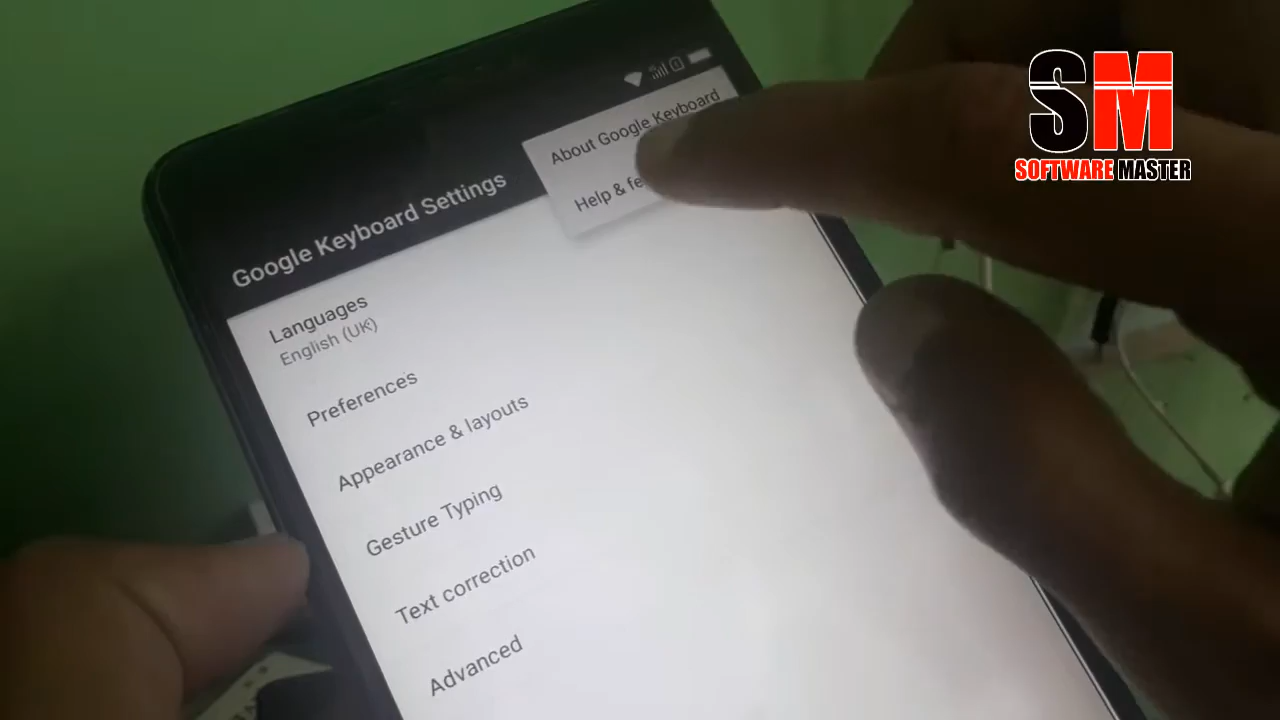 SM
SOFTWARE MASTER
About Google Keyboard
Help &
Google Keyboard Settings
Languages
English (UK)
Preferences
Appearance & layouts
Gesture Typing
Text correction
Advanced